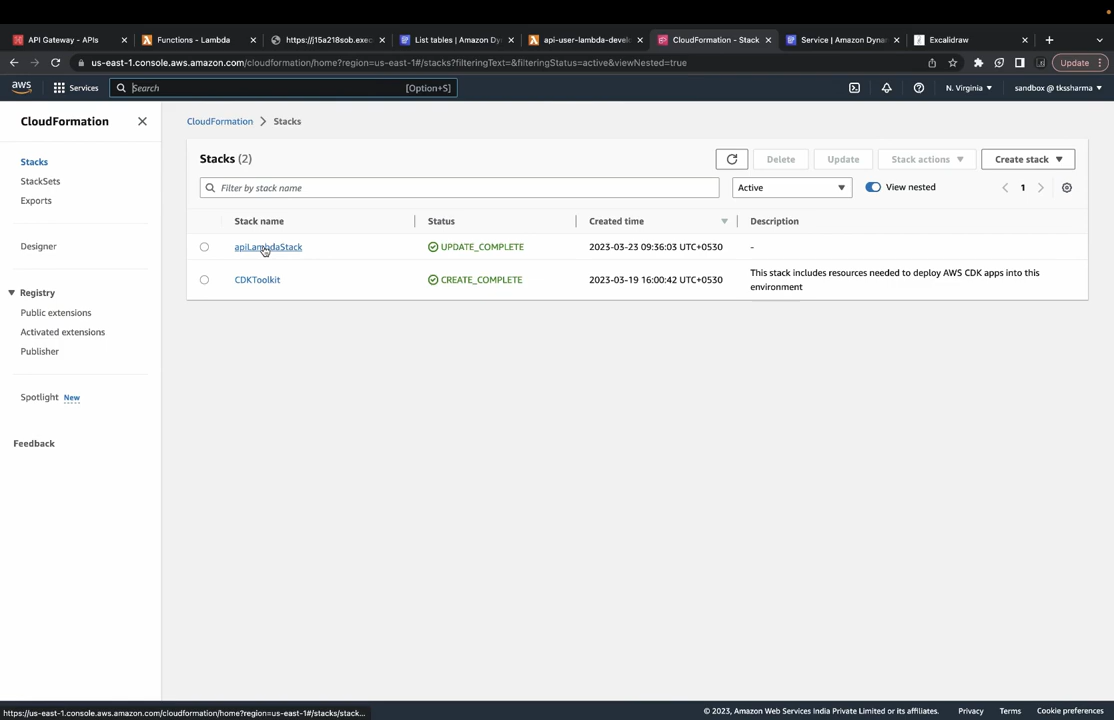 API Gateway - APIs
Functions - Lambda
https://j15a218sob.exec
List tables | Amazon Dy
api-user-lambda-develo
CloudFormation - Stack
Service | Amazon Dynam
Excalidraw
us-east-1.console.aws.amazon.com/cloudformation/home?region=us-east-1#/stacks?filteringText=&filteringStatus=active&viewNested=true
Update
aws
Services
Search
[Option+S]
N. Virginia
sandbox @ tkssharma
CloudFormation
CloudFormation > Stacks
Stacks
StackSets
Exports
Designer
Registry
Public extensions
Activated extensions
Publisher
Spotlight New
Feedback
Stacks (2)
Delete
Update
Stack actions
Create stack
Filter by stack name
Active
View nested
1
Stack name
Status
Created time
Description
apiLambdaStack
UPDATE_COMPLETE
2023-03-23 09:36:03 UTC+0530
-
CDKToolkit
CREATE_COMPLETE
2023-03-19 16:00:42 UTC+0530
This stack includes resources needed to deploy AWS CDK apps into this
environment
https://us-east-1.console.aws.amazon.com/cloudformation/home?region=us-east-1#/stacks/stack...
© 2023, Amazon Web Services India Private Limited or its affiliates.
Privacy
Terms
Cookie preferences